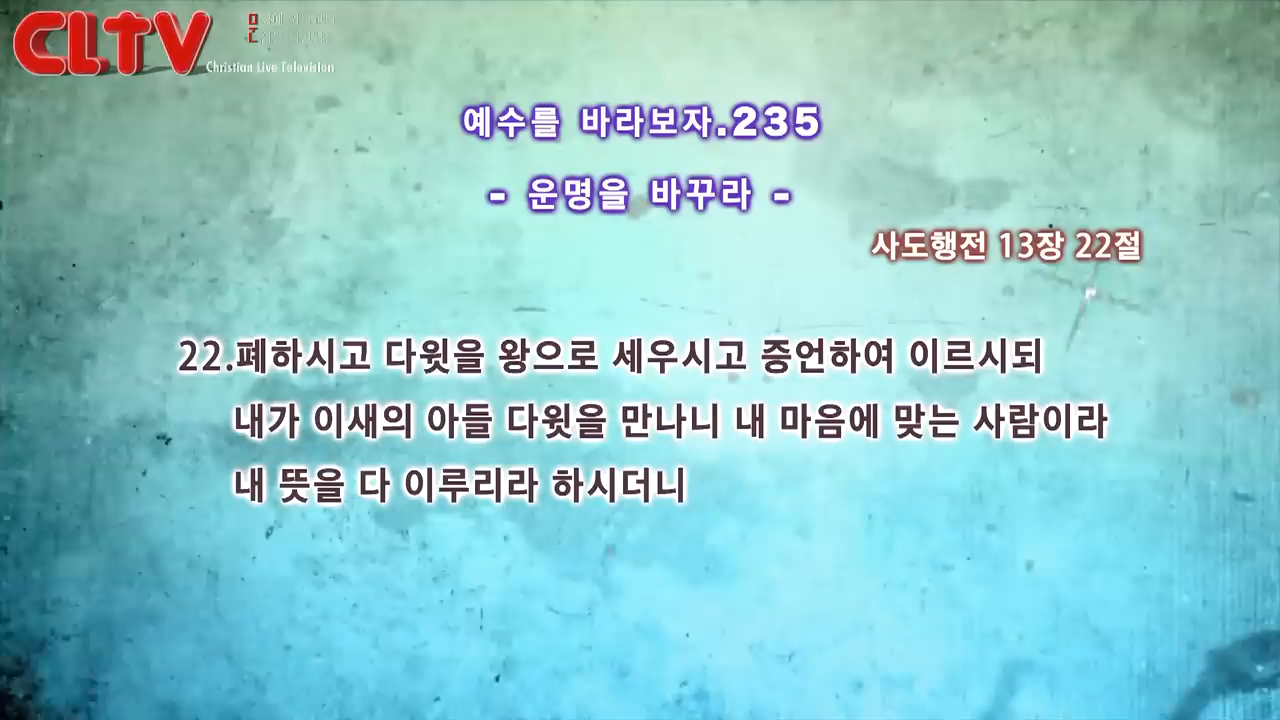 CLTV
Christian Live Television
예수를 바라보자.235
- 운명을 바꾸라 -
사도행전 13장 22절
22.폐하시고 다윗을 왕으로 세우시고 증언하여 이르시되
내가 이새의 아들 다윗을 만나니 내 마음에 맞는 사람이라
내 뜻을 다 이루리라 하시더니